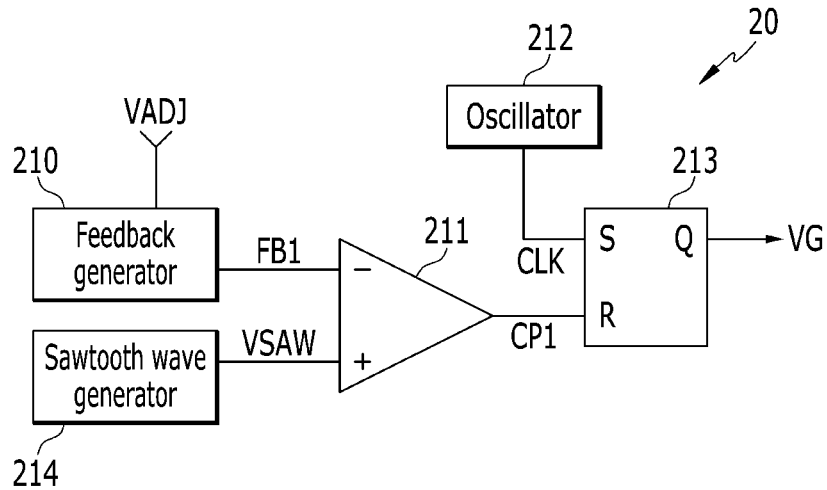 20
212
Oscillator
VADJ
210
213
Feedback
generator
211
S
Q
VG
FB1
−
CLK
R
VSAW
CP1
Sawtooth wave
generator
+
214